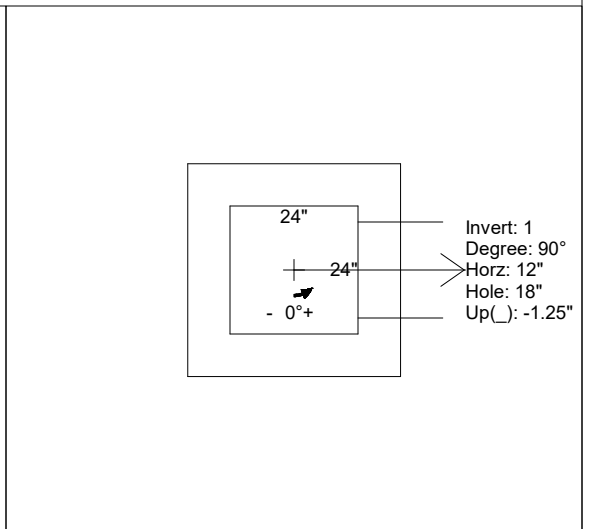 24"
24"
- 0°+
Invert: 1
Degree: 90°
Horz: 12"
Hole: 18"
Up(_): -1.25"